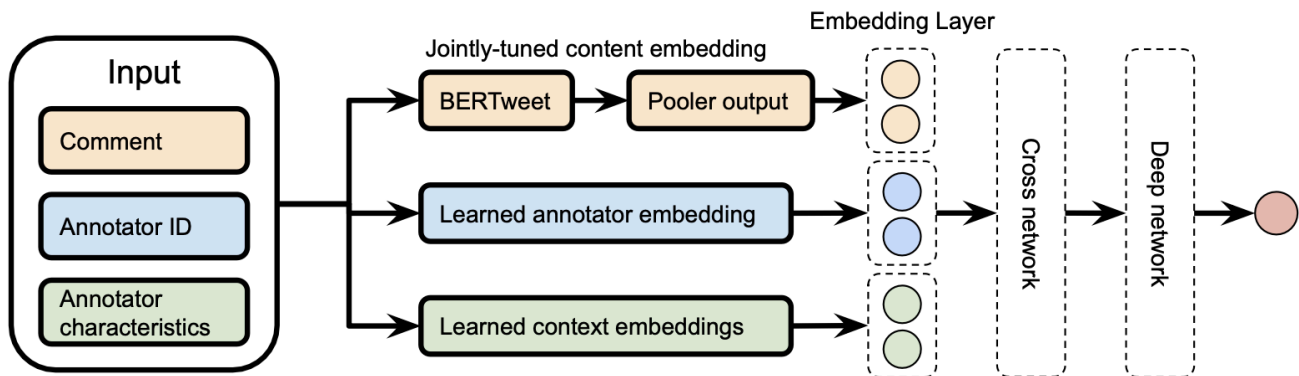 Embedding Layer
Input
Comment
Annotator ID
Annotator
characteristics
Jointly-tuned content embedding
BERTweet
Pooler output
Learned annotator embedding
Learned context embeddings
Cross network
Deep network